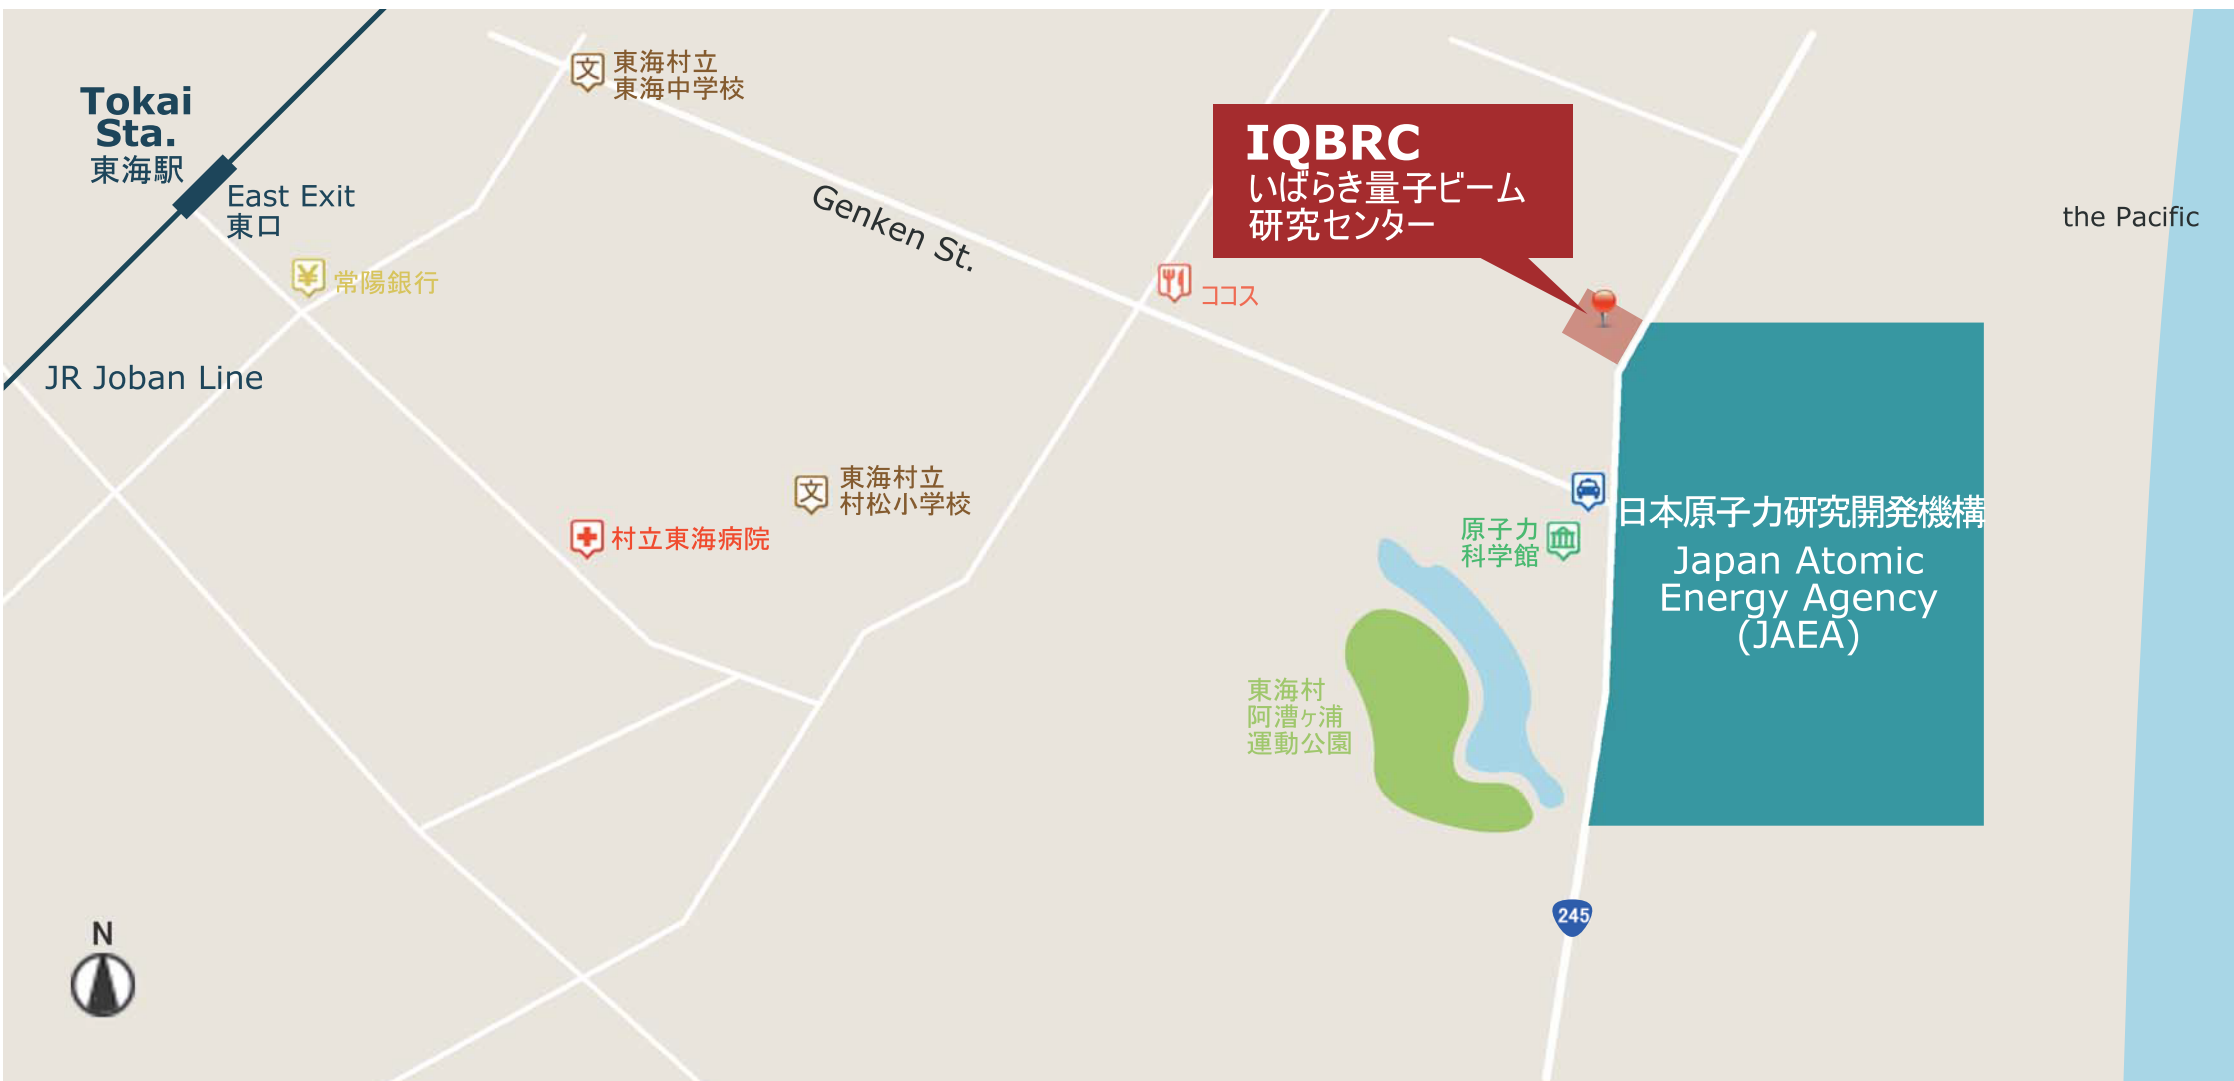 Tokai
Sta.
東海駅
East Exit
東口
JR Joban Line
¥
常陽銀行
文
東海村立
東海中学校
Genken St.
ココス
IQBRC
いばらき量子ビーム
研究センター
the Pacific
文
東海村立
村松小学校
村立東海病院
原子力
科学館
日本原子力研究開発機構
Japan Atomic
Energy Agency
(JAEA)
東海村
阿漕ヶ浦
運動公園
245
N